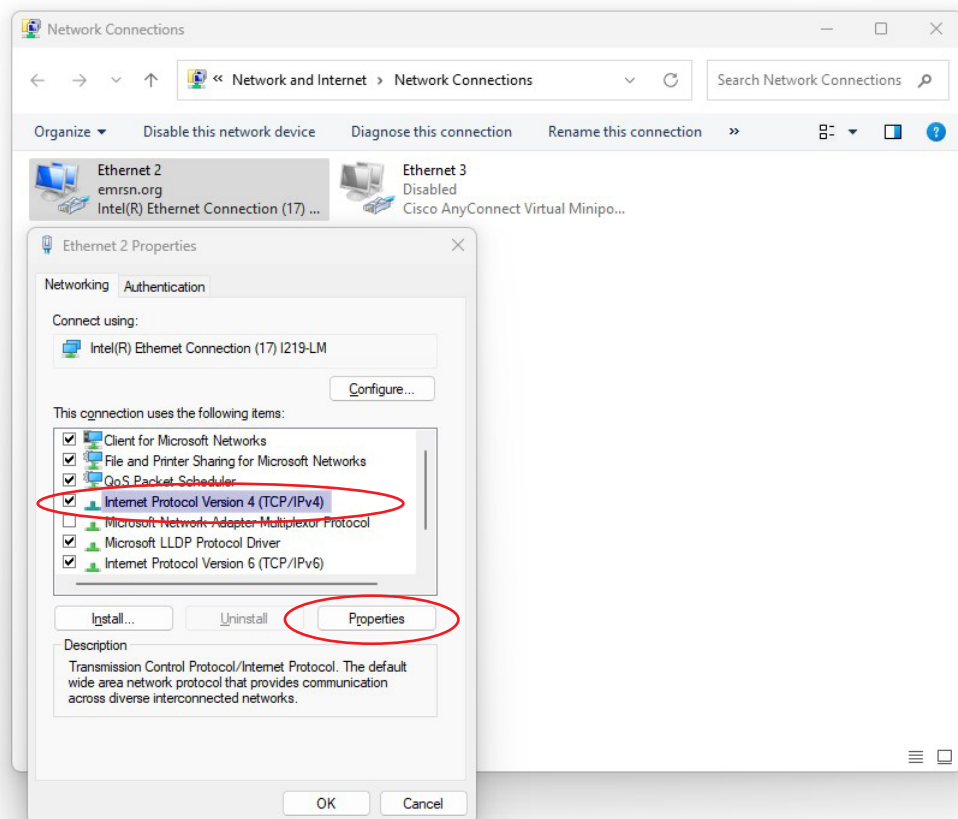 Network Connections
« Network and Internet > Network Connections
Search Network Connections
Organize
Disable this network device
Diagnose this connection
Rename this connection
»
Ethernet 2
emrsn.org
Intel(R) Ethernet Connection (17) ...
Ethernet 3
Disabled
Cisco AnyConnect Virtual Minipo...
Ethernet 2 Properties
Networking
Authentication
Connect using:
Intel(R) Ethernet Connection (17) I219-LM
Configure...
This connection uses the following items:
Client for Microsoft Networks
File and Printer Sharing for Microsoft Networks
QoS Packet Scheduler
Internet Protocol Version 4 (TCP/IPv4)
Microsoft Network Adapter Multiplexor Protocol
Microsoft LLDP Protocol Driver
Internet Protocol Version 6 (TCP/IPv6)
Install...
Uninstall
Properties
Description
Transmission Control Protocol/Internet Protocol. The default
wide area network protocol that provides communication
across diverse interconnected networks.
OK
Cancel